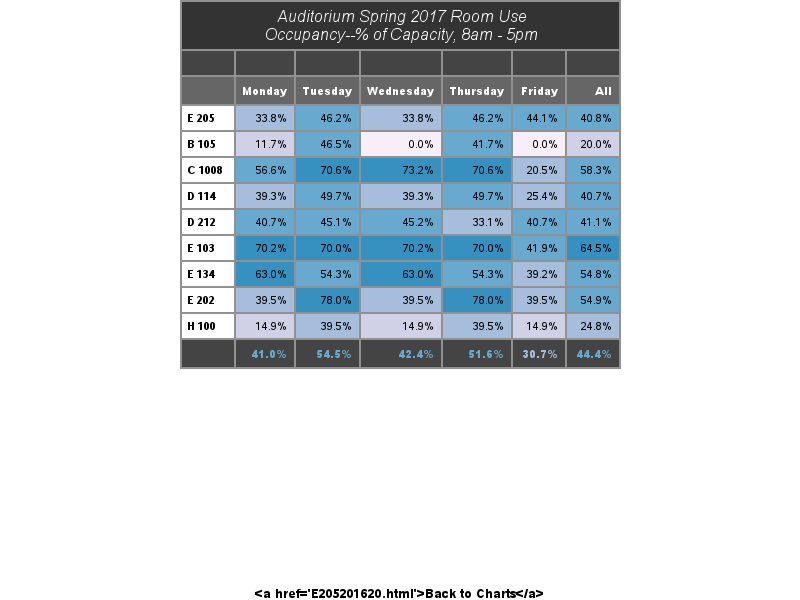 Auditorium Spring 2017 Room Use
Occupancy--% of Capacity, 8am - 5pm
Monday Tuesday Wednesday Thursday Friday All
E 205 33.8% 46.2% 33.8% 46.2% 44.1% 40.8%
B 105 11.7% 46.5% 0.0% 41.7% 0.0% 20.0%
C 1008 56.6% 70.6% 73.2% 70.6% 20.5% 58.3%
D 114 39.3% 49.7% 39.3% 49.7% 25.4% 40.7%
D 212 40.7% 45.1% 45.2% 33.1% 40.7% 41.1%
E 103 70.2% 70.0% 70.2% 70.0% 41.9% 64.5%
E 134 63.0% 54.3% 63.0% 54.3% 39.2% 54.8%
E 202 39.5% 78.0% 39.5% 78.0% 39.5% 54.9%
H 100 14.9% 39.5% 14.9% 39.5% 14.9% 24.8%
41.0% 54.5% 42.4% 51.6% 30.7% 44.4%
<a href='E205201620.html'>Back to Charts</a>